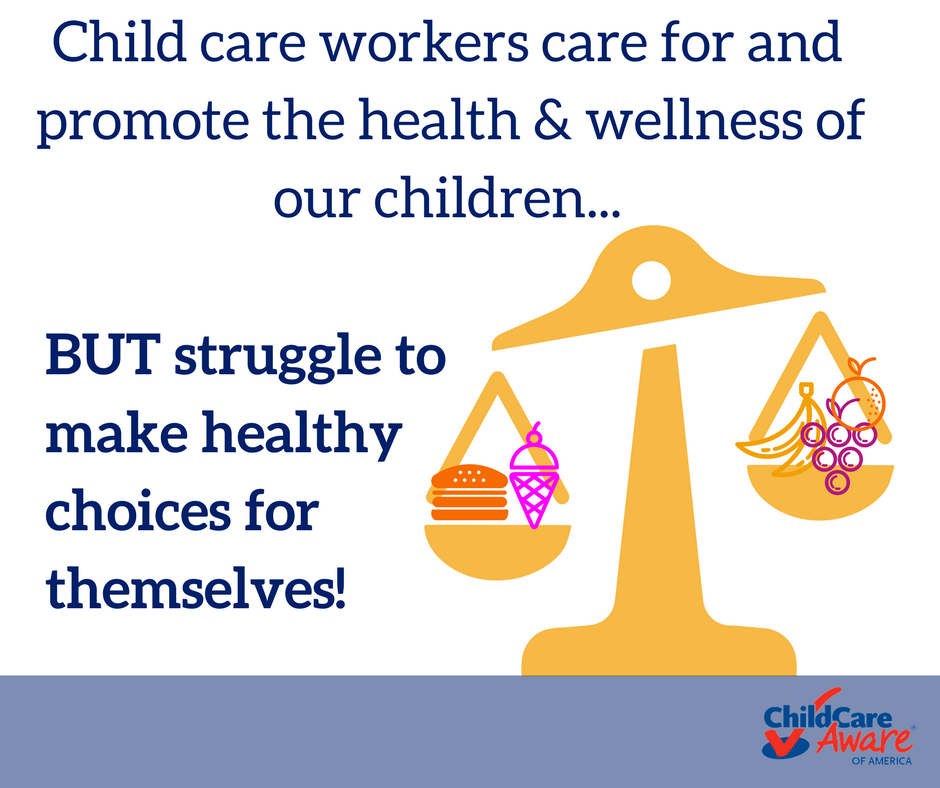 Child care workers care for and
promote the health & wellness of
our children...
BUT struggle to
make healthy
choices for
themselves!
ChildCare
Aware
OF AMERICA